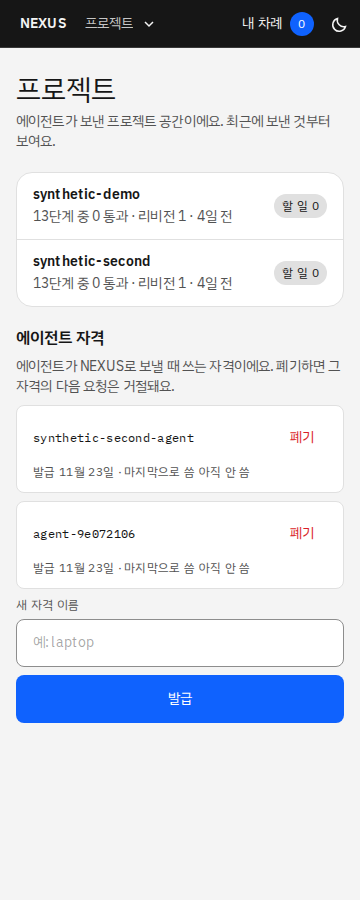 NEXUS 프로젝트 내 차례 0
프로젝트
에이전트가 보낸 프로젝트 공간이에요. 최근에 보낸 것부터
보여요.
synthetic-demo
13단계 중 0 통과 · 리비전 1 · 4일 전
할 일 0
synthetic-second
13단계 중 0 통과 · 리비전 1 · 4일 전
할 일 0
에이전트 자격
에이전트가 NEXUS로 보낼 때 쓰는 자격이에요. 폐기하면 그
자격의 다음 요청은 거절돼요.
synthetic-second-agent
폐기
발급 11월 23일 · 마지막으로 씀 아직 안 씀
agent-9e072106
폐기
발급 11월 23일 · 마지막으로 씀 아직 안 씀
새 자격 이름
예: laptop
발급